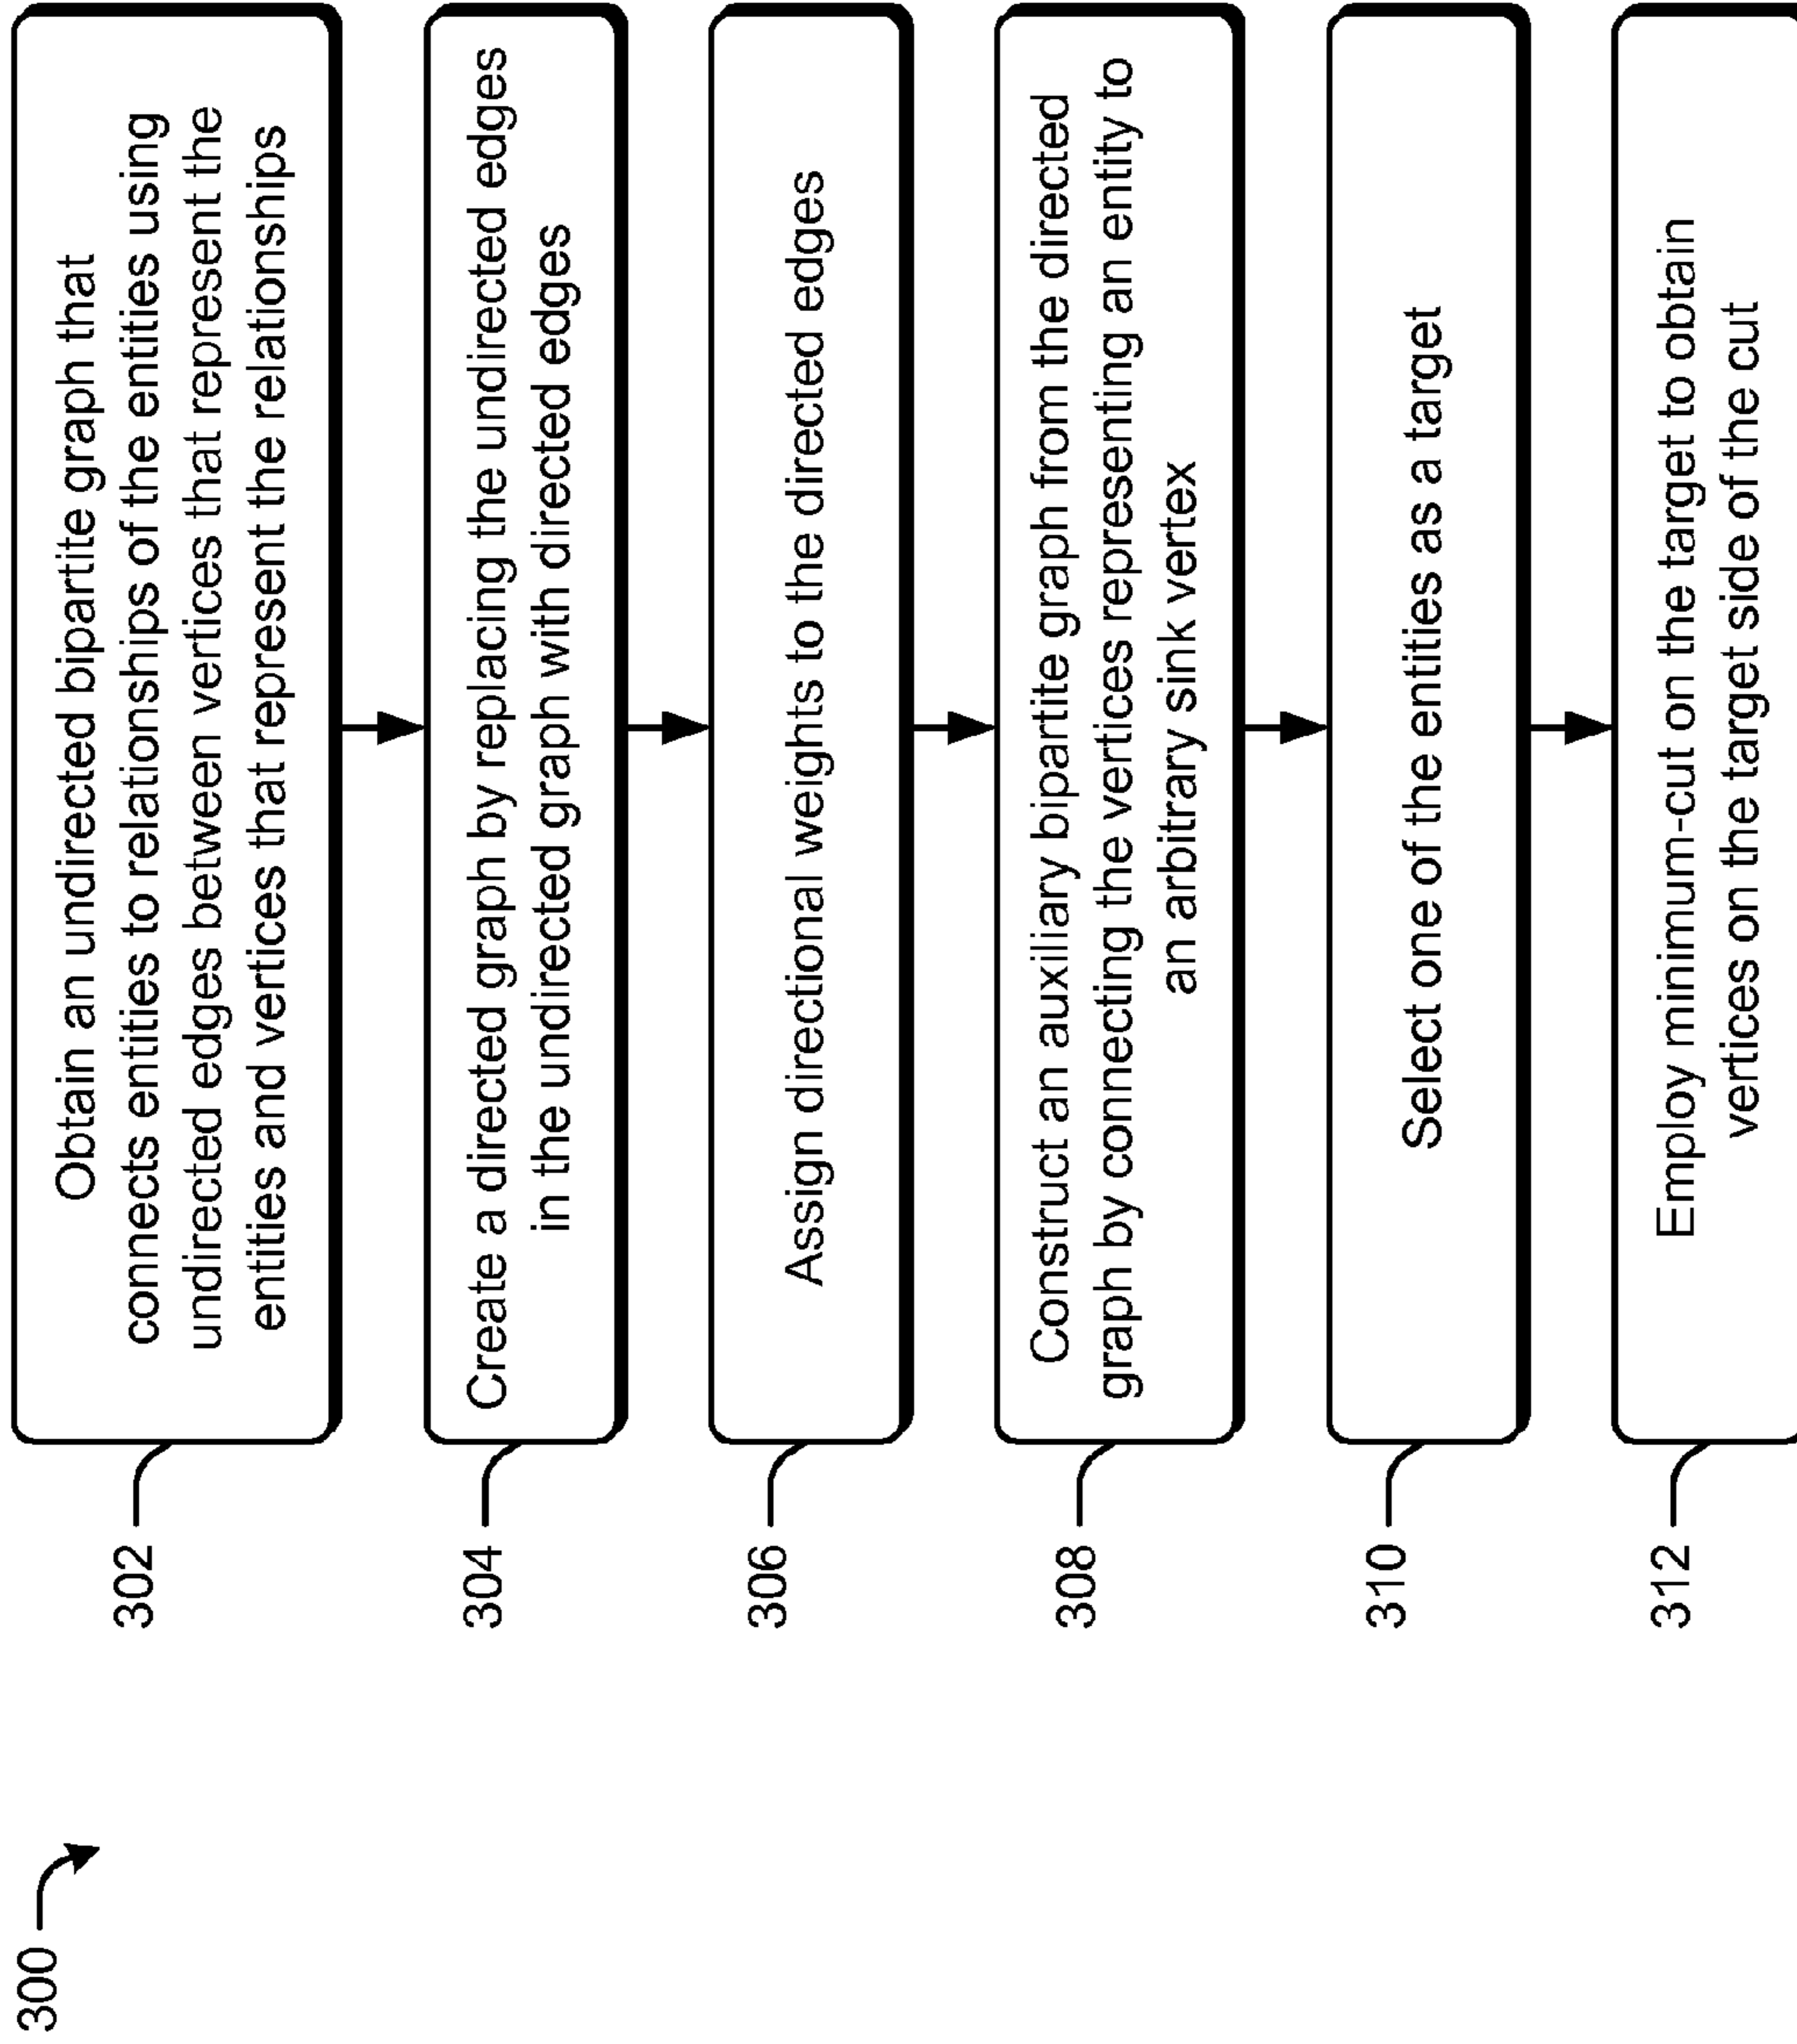 300
302
Obtain an undirected bipartite graph that
connects entities to relationships of the entities using
undirected edges between vertices that represent the
entities and vertices that represent the relationships
304
Create a directed graph by replacing the undirected edges
in the undirected graph with directed edges
306
Assign directional weights to the directed edges
308
Construct an auxiliary bipartite graph from the directed
graph by connecting the vertices representing an entity to
an arbitrary sink vertex
310
Select one of the entities as a target
312
Employ minimum-cut on the target to obtain
vertices on the target side of the cut